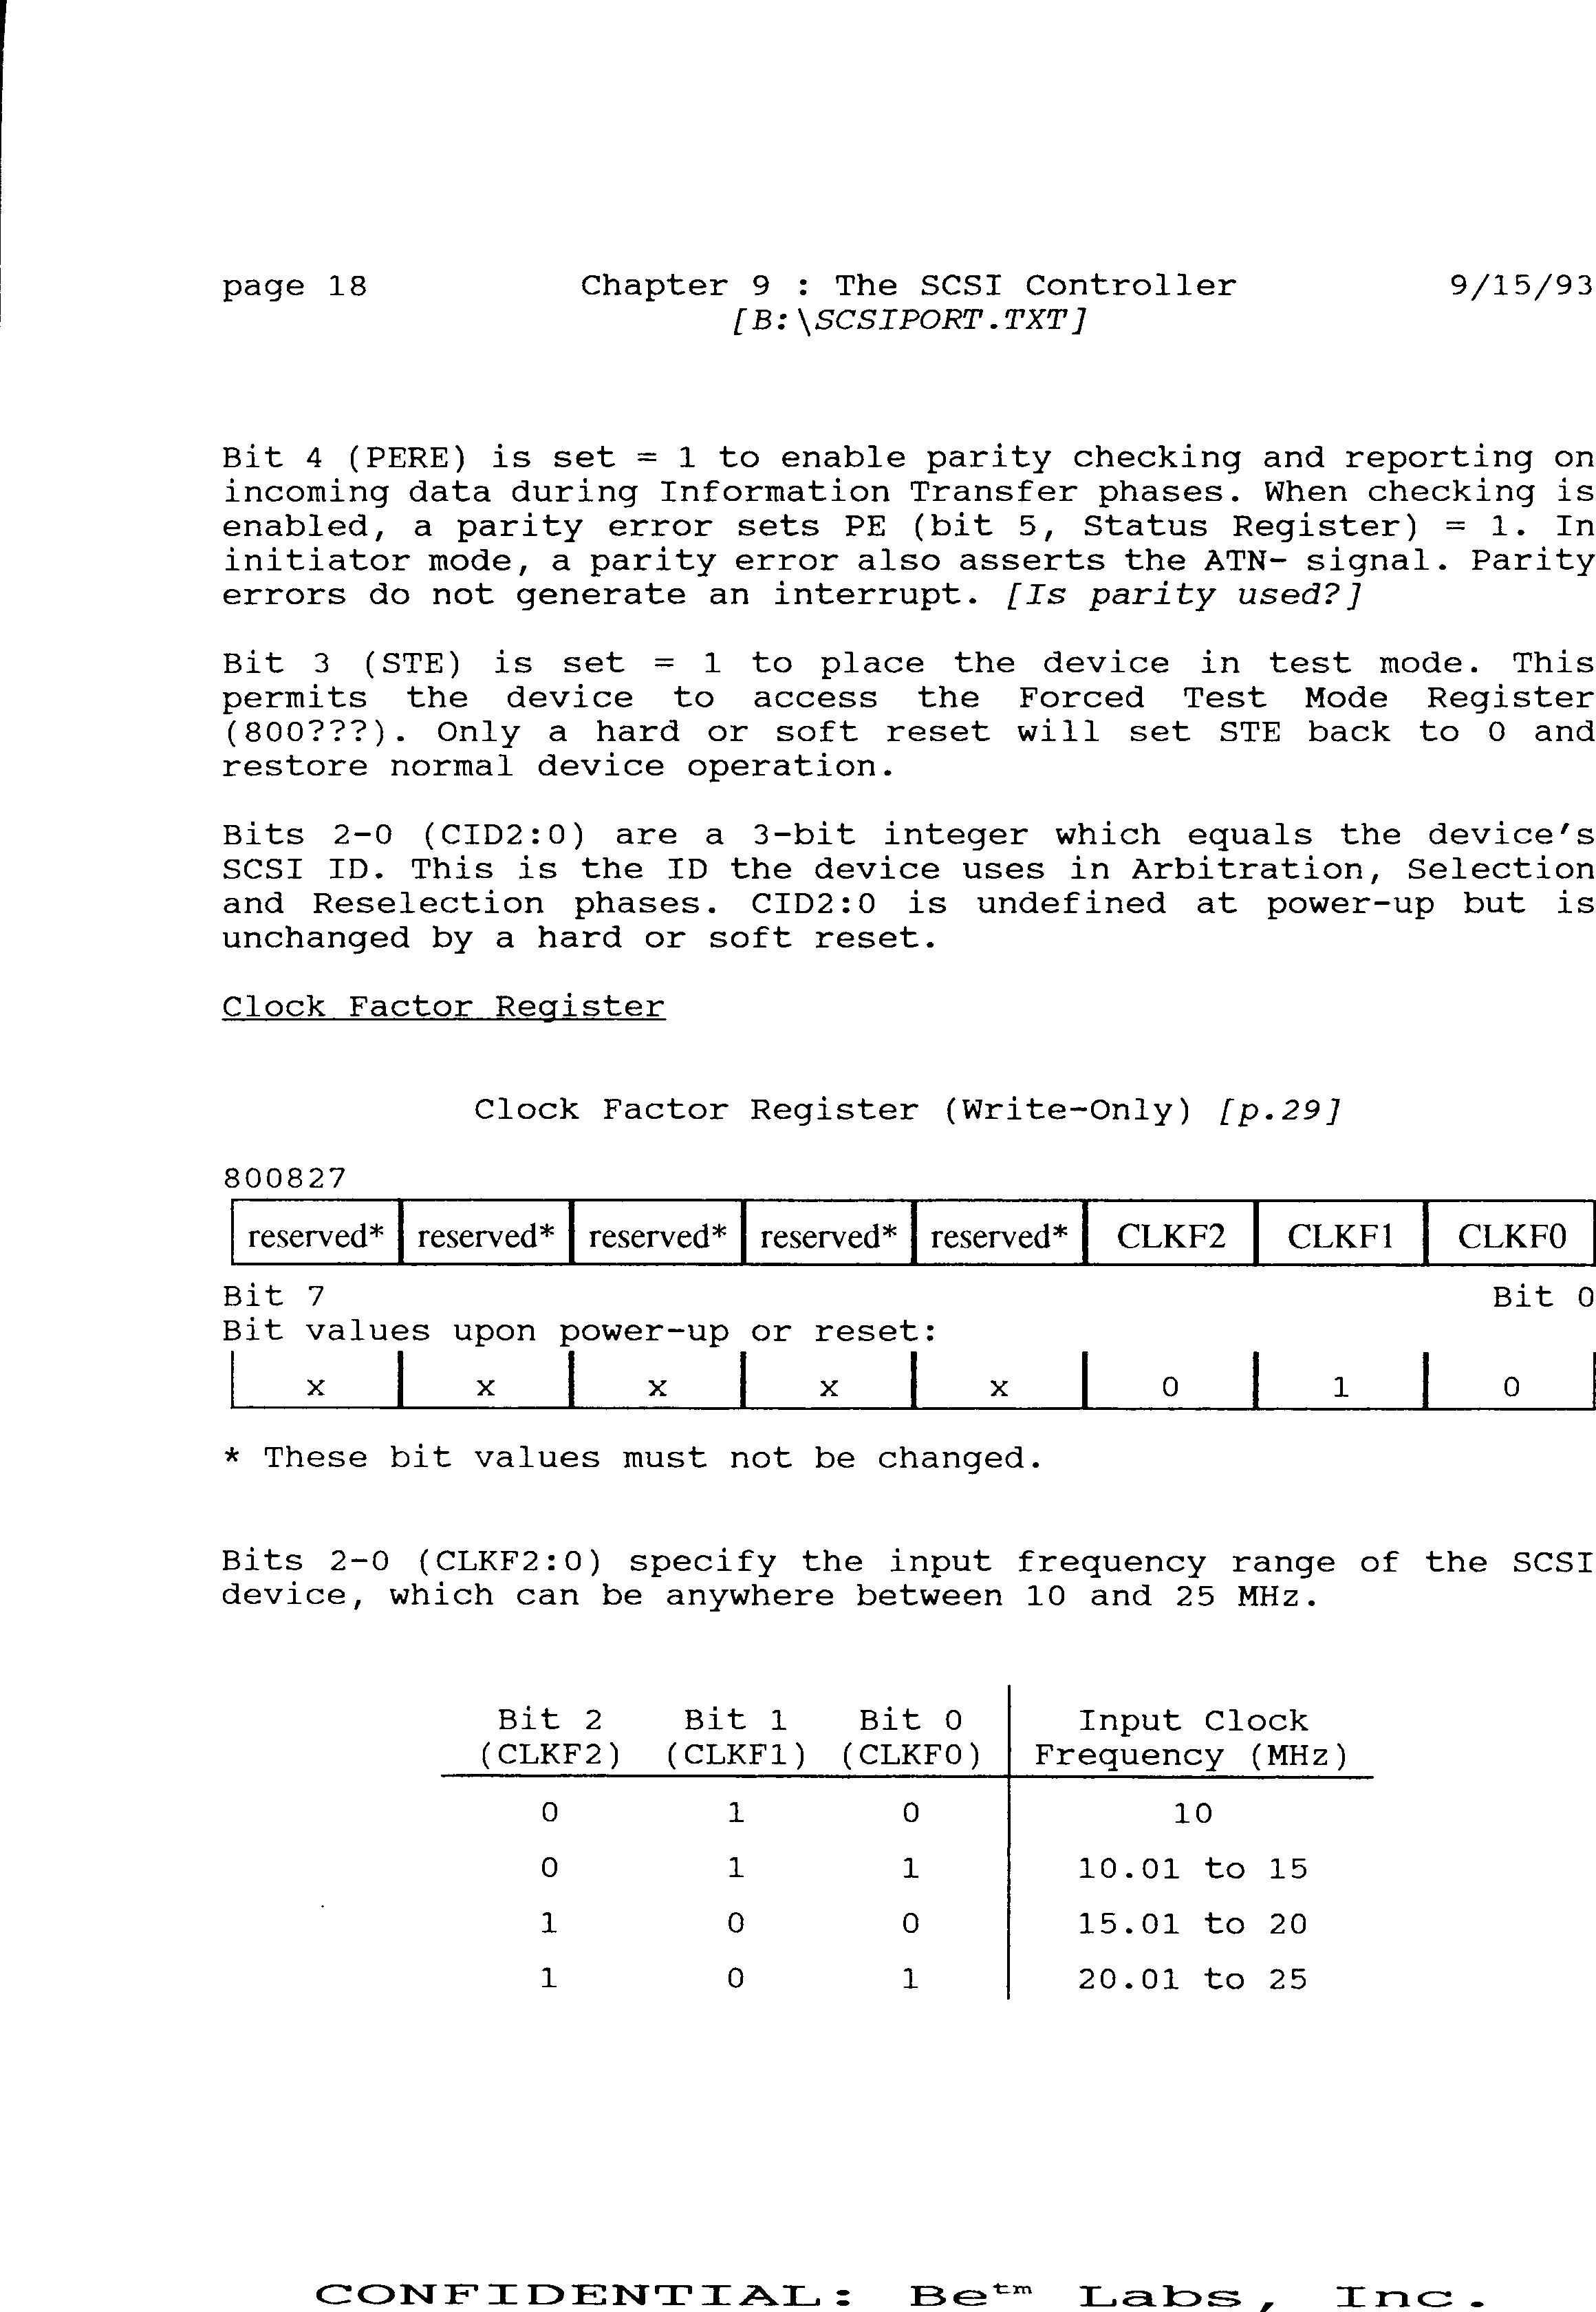 page 18 Chapter 9 : The SCSI Controller 9/15/93
[B:\SCSIPORT.TXT]
Bit 4 (PERE) is set = 1 to enable parity checking and reporting on
incoming data during Information Transfer phases. When checking is
enabled, a parity error sets PE (bit 5, Status Register) = 1. In
initiator mode, a parity error also asserts the ATN- signal. Parity
errors do not generate an interrupt. [Is parity used?]
Bit 3 (STE) is set = 1 to place the device in test mode. This
permits the device to access the Forced Test Mode Register
(800???). Only a hard or soft reset will set STE back to 0 and
restore normal device operation.
Bits 2-0 (CID2:0) are a 3-bit integer which equals the device's
SCSI ID. This is the ID the device uses in Arbitration, Selection
and Reselection phases. CID2:0 is undefined at power-up but is
unchanged by a hard or soft reset.
Clock Factor Register
Clock Factor Register (Write-Only) [p.29]
800827
reserved* reserved* reserved* reserved* reserved* CLKF2 CLKF1 CLKF0
Bit 7 Bit 0
Bit values upon power-up or reset:
x x x x x 0 1 0
* These bit values must not be changed.
Bits 2-0 (CLKF2:0) specify the input frequency range of the SCSI
device, which can be anywhere between 10 and 25 MHz.
Bit 2 Bit 1 Bit 0 Input Clock
(CLKF2) (CLKF1) (CLKF0) Frequency (MHz)
0 1 0 10
0 1 1 10.01 to 15
1 0 0 15.01 to 20
1 0 1 20.01 to 25
CONFIDENTIAL: Be™ Labs, Inc.